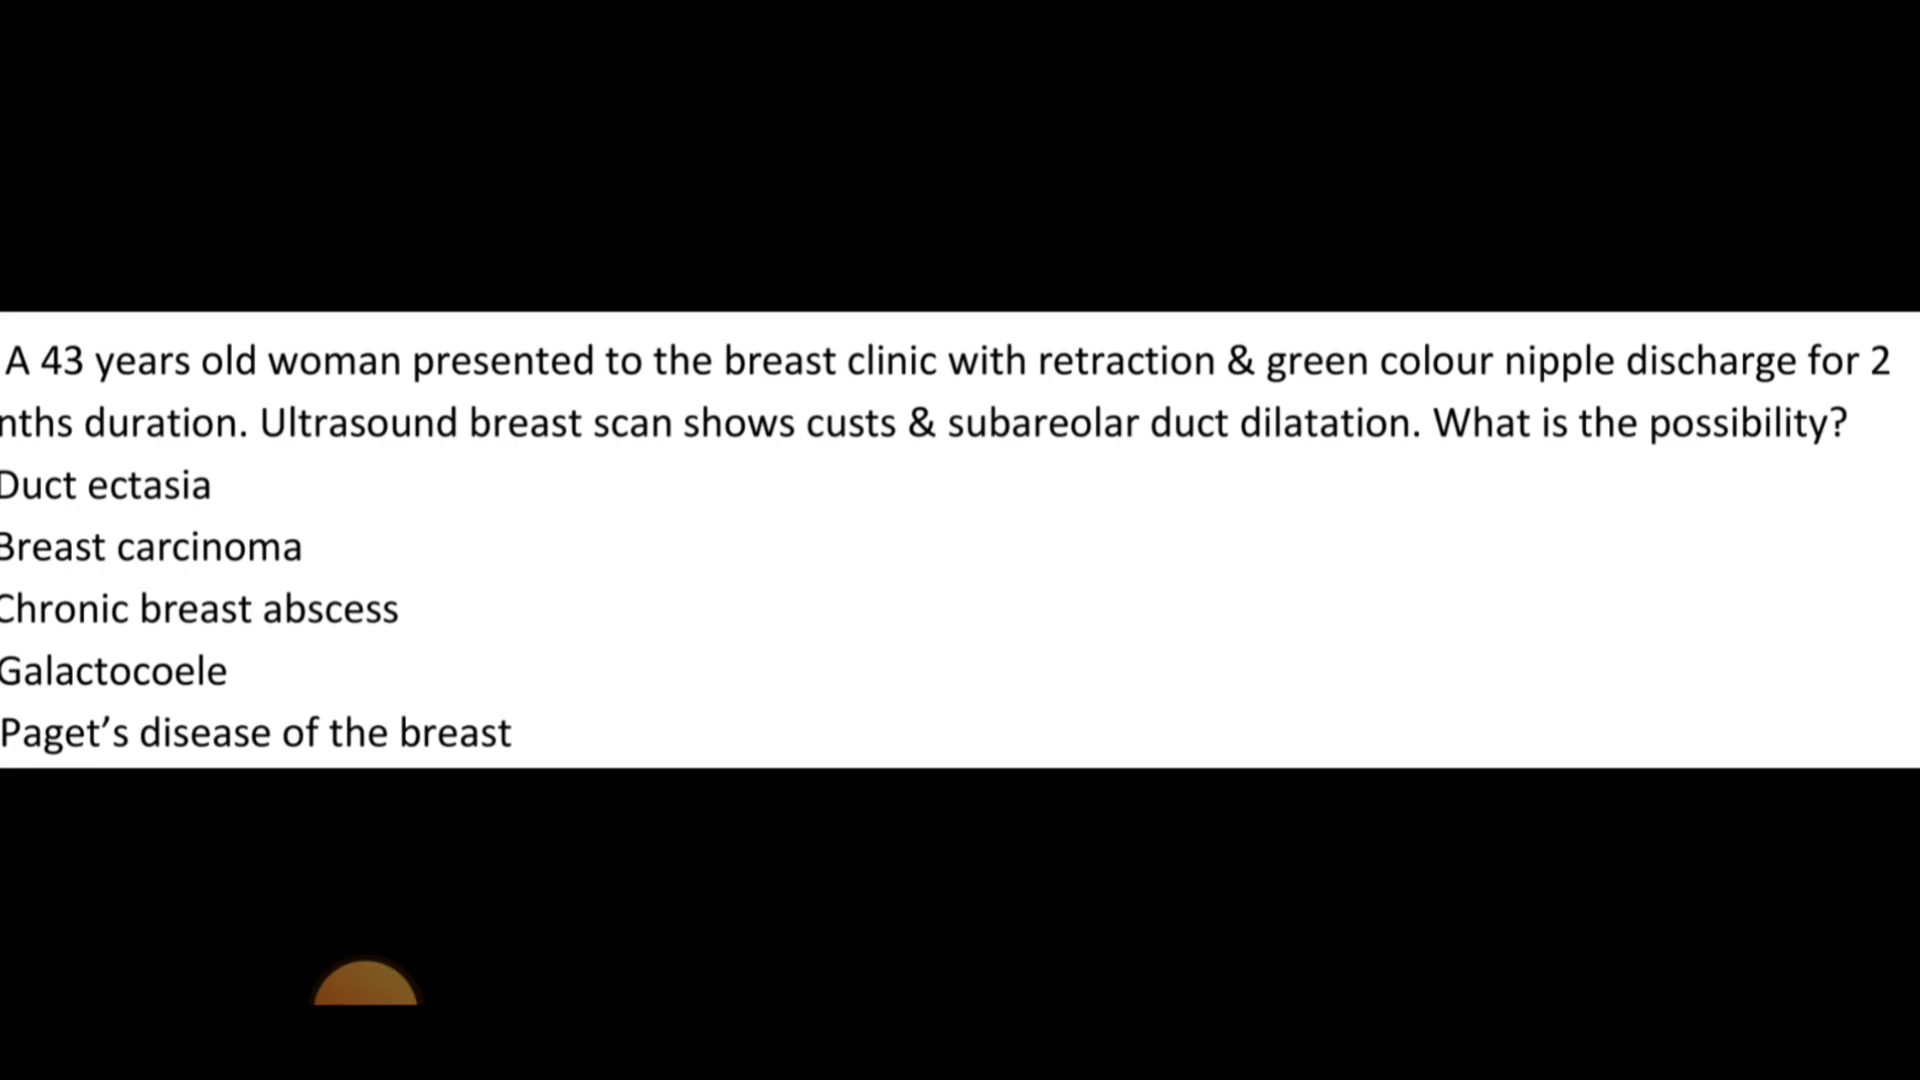 A 43 years old woman presented to the breast clinic with retraction & green colour nipple discharge for 2
nths duration. Ultrasound breast scan shows custs & subareolar duct dilatation. What is the possibility?
Duct ectasia
Breast carcinoma
Chronic breast abscess
Galactocoele
Paget’s disease of the breast